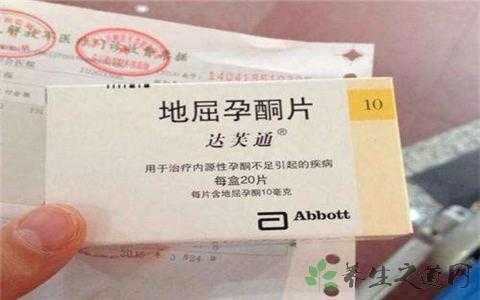 地屈孕酮片
10
达芙通®
用于治疗内源性孕酮不足引起的疾病
每盒20片
每片含地屈孕酮10毫克
Abbott
养生之道网